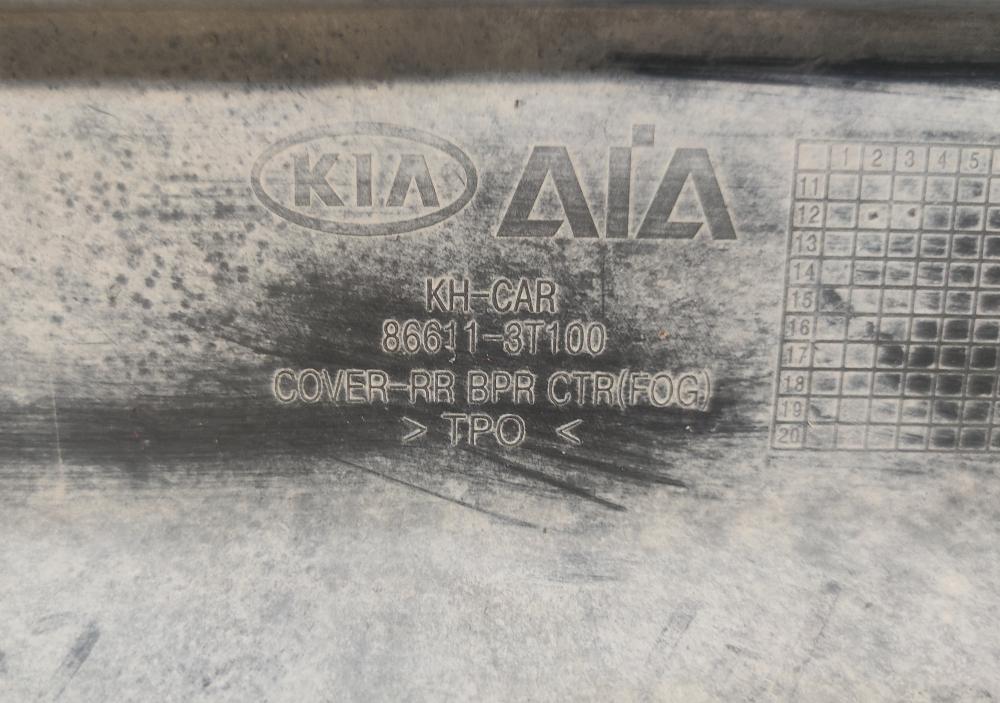 KIA AIA
KH-CAR
86611-3T100
COVER-RR BPR CTR(FOG)
> TPO <
1 2 3 4 5
11
12
13
14
15
16
17
18
19
20